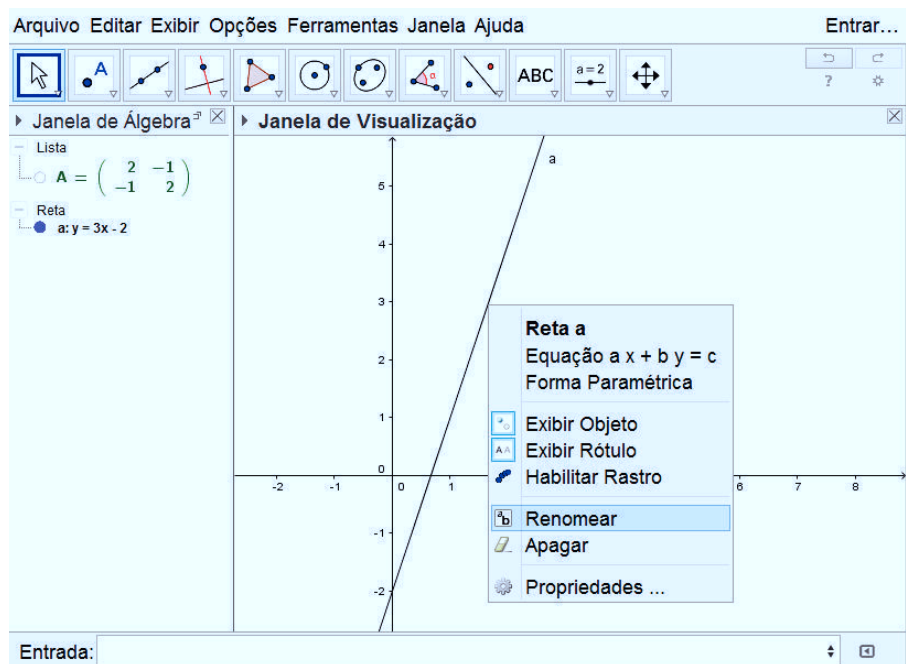 Arquivo Editar Exibir Opções Ferramentas Janela Ajuda Entrar...
A α ABC a=2 ?
Janela de Álgebra Janela de Visualização
Lista
A = ( 2 -1
-1 2 )
Reta
a: y = 3x - 2
a
5
4
3
2
1
0
-1
-2
-2 -1 0 1 6 7 8
Reta a
Equação a x + b y = c
Forma Paramétrica
Exibir Objeto
AA Exibir Rótulo
Habilitar Rastro
ab Renomear
Apagar
Propriedades ...
Entrada: